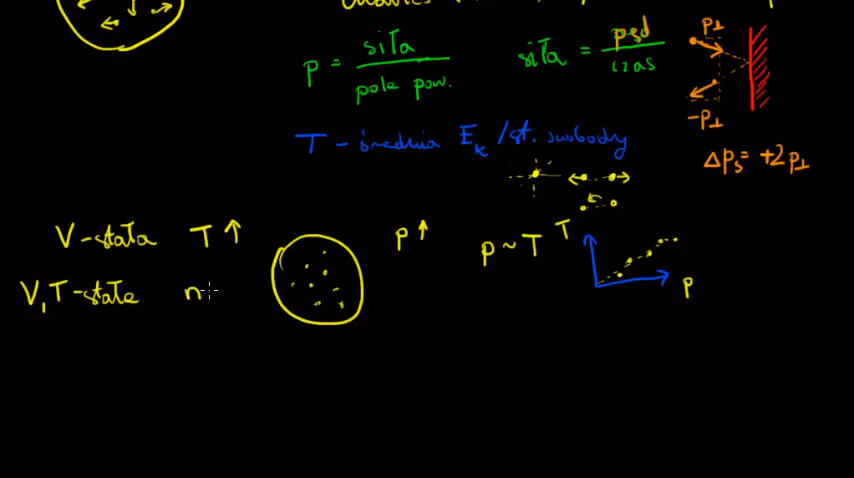 p⊥
p = siła / pole pow.
siła = pęd / czas
-p⊥
T - średnia Eₖ / st. swobody
Δpₛ = +2p⊥
V - stała T ↑ p ↑ p ~ T T
V, T - stałe n p